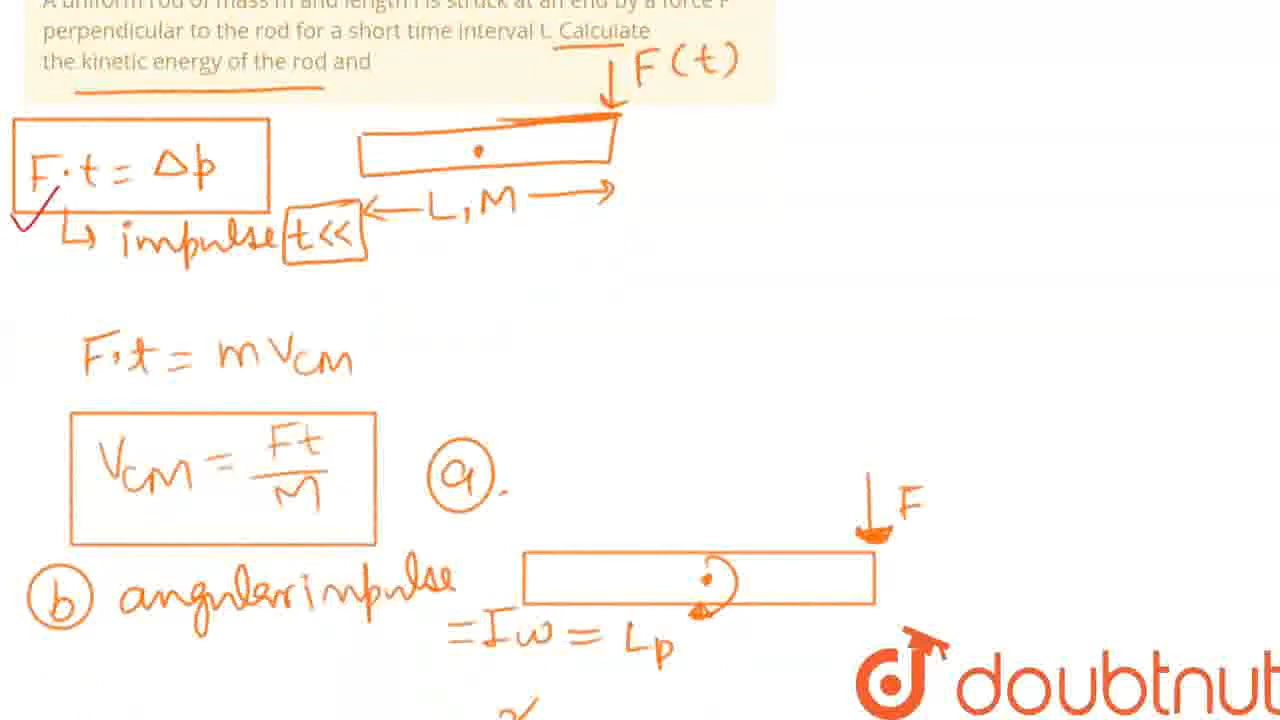 A uniform rod of mass m and length l is struck at an end by a force F
perpendicular to the rod for a short time interval t. Calculate
the kinetic energy of the rod and
F(t)
F·t = Δp
L, M
↳ impulse t<<
F·t = m VCM
VCM = Ft/M
a.
F
b angular impulse
= Iω = Lp
doubtnut